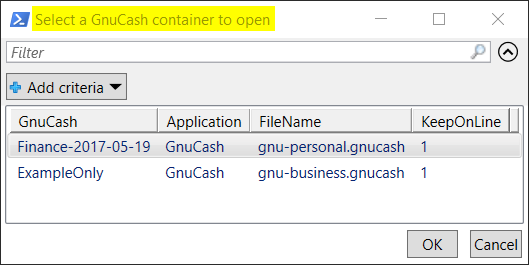 Select a GnuCash container to open
Filter
Add criteria
GnuCash Application FileName KeepOnLine
Finance-2017-05-19 GnuCash gnu-personal.gnucash 1
ExampleOnly GnuCash gnu-business.gnucash 1
OK Cancel